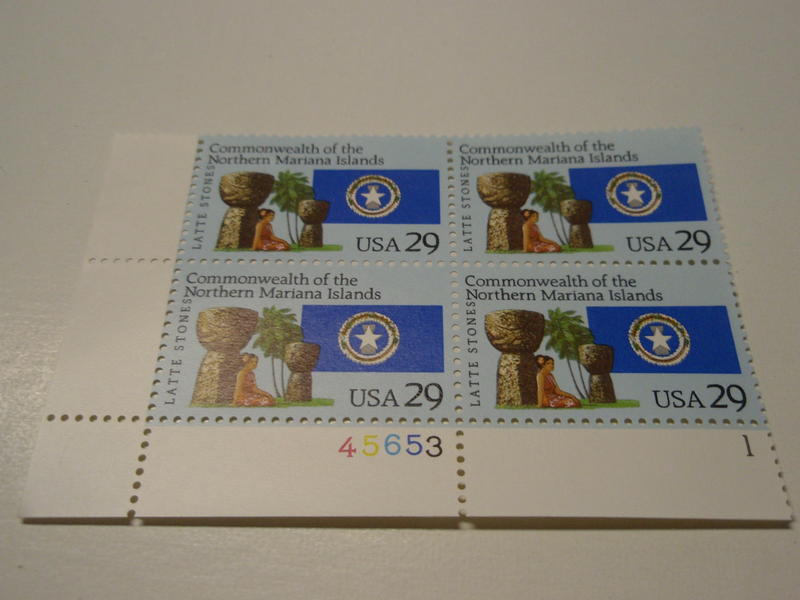 Commonwealth of the
Northern Mariana Islands
LATTE STONES
USA 29
Commonwealth of the
Northern Mariana Islands
LATTE STONES
USA 29
Commonwealth of the
Northern Mariana Islands
LATTE STONES
USA 29
Commonwealth of the
Northern Mariana Islands
LATTE STONES
USA 29
45653
1